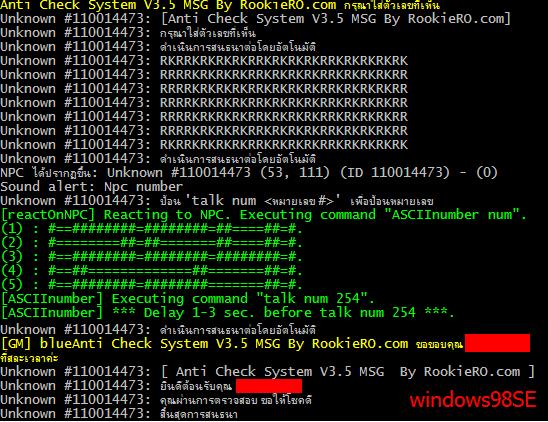 Anti Check System V3.5 MSG By RookieRO.com กรุณาใส่ตัวเลขที่เห็น
Unknown #110014473: [Anti Check System V3.5 MSG By RookieRO.com]
Unknown #110014473: กรุณาใส่ตัวเลขที่เห็น
Unknown #110014473: ดำเนินการสนธนาต่อโดยอัตโนมัติ
Unknown #110014473: RKRRKRRKRRKRRKRRKRRKRRKRRKRRKRRKRK
Unknown #110014473: RKRRKRRKRRKRRKRRKRRKRRKRRKRRKRRKRR
Unknown #110014473: RKRRKRRKRRKRRKRRKRRKRRKRRKRRKRRKRR
Unknown #110014473: RKRRKRRKRRKRRKRRKRRKRRKRRKRRKRRKRR
Unknown #110014473: RKRRKRRKRRKRRKRRKRRKRRKRRKRRKRRKRK
Unknown #110014473: ดำเนินการสนธนาต่อโดยอัตโนมัติ
NPC ได้ปรากฏขึ้น: Unknown #110014473 (53, 111) (ID 110014473) - (0)
Sound alert: Npc number
Unknown #110014473: ป้อน 'talk num <หมายเลข #>' เพื่อป้อนหมายเลข
[reactOnNPC] Reacting to NPC. Executing command "ASCIInumber num".
(1) : #==########=########=##====##=#.
(2) : #========##=##=======##====##=#.
(3) : #==########=########=########=#.
(4) : #==##=============##=======##=#.
(5) : #==########=########=======##=#.
[ASCIInumber] Executing command "talk num 254".
[ASCIInumber] *** Delay 1-3 sec. before talk num 254 ***.
Unknown #110014473: ดำเนินการสนธนาต่อโดยอัตโนมัติ
[GM] blueAnti Check System V3.5 MSG By RookieRO.com ขอขอบคุณ
ที่สละเวลาค่ะ
Unknown #110014473: [ Anti Check System V3.5 MSG  By RookieRO.com ]
Unknown #110014473: ยินดีต้อนรับคุณ
Unknown #110014473: คุณผ่านการตรวจสอบ ขอให้โชคดี
Unknown #110014473: สิ้นสุดการสนธนา
windows98SE